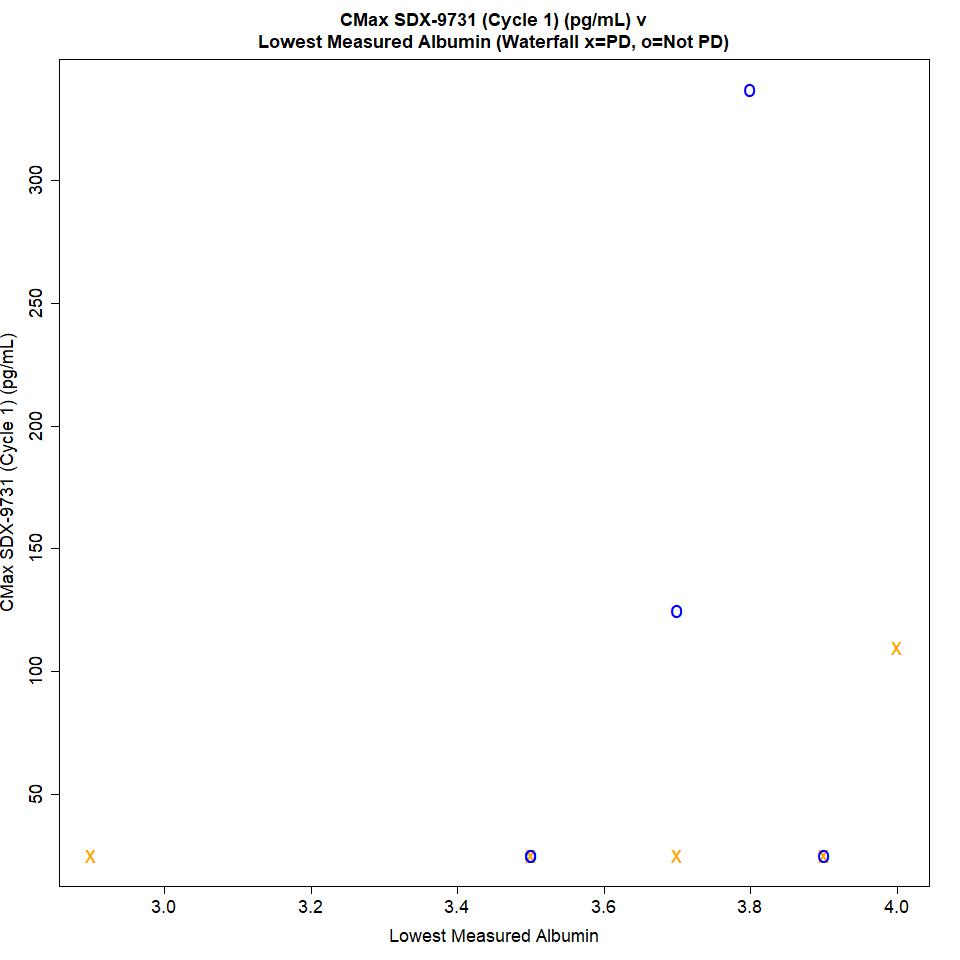 CMax SDX-9731 (Cycle 1) (pg/mL) v
Lowest Measured Albumin (Waterfall x=PD, o=Not PD)
CMax SDX-9731 (Cycle 1) (pg/mL)
300
250
200
150
100
50
o
o
x
x
o
x
o
3.0
3.2
3.4
3.6
3.8
4.0
Lowest Measured Albumin